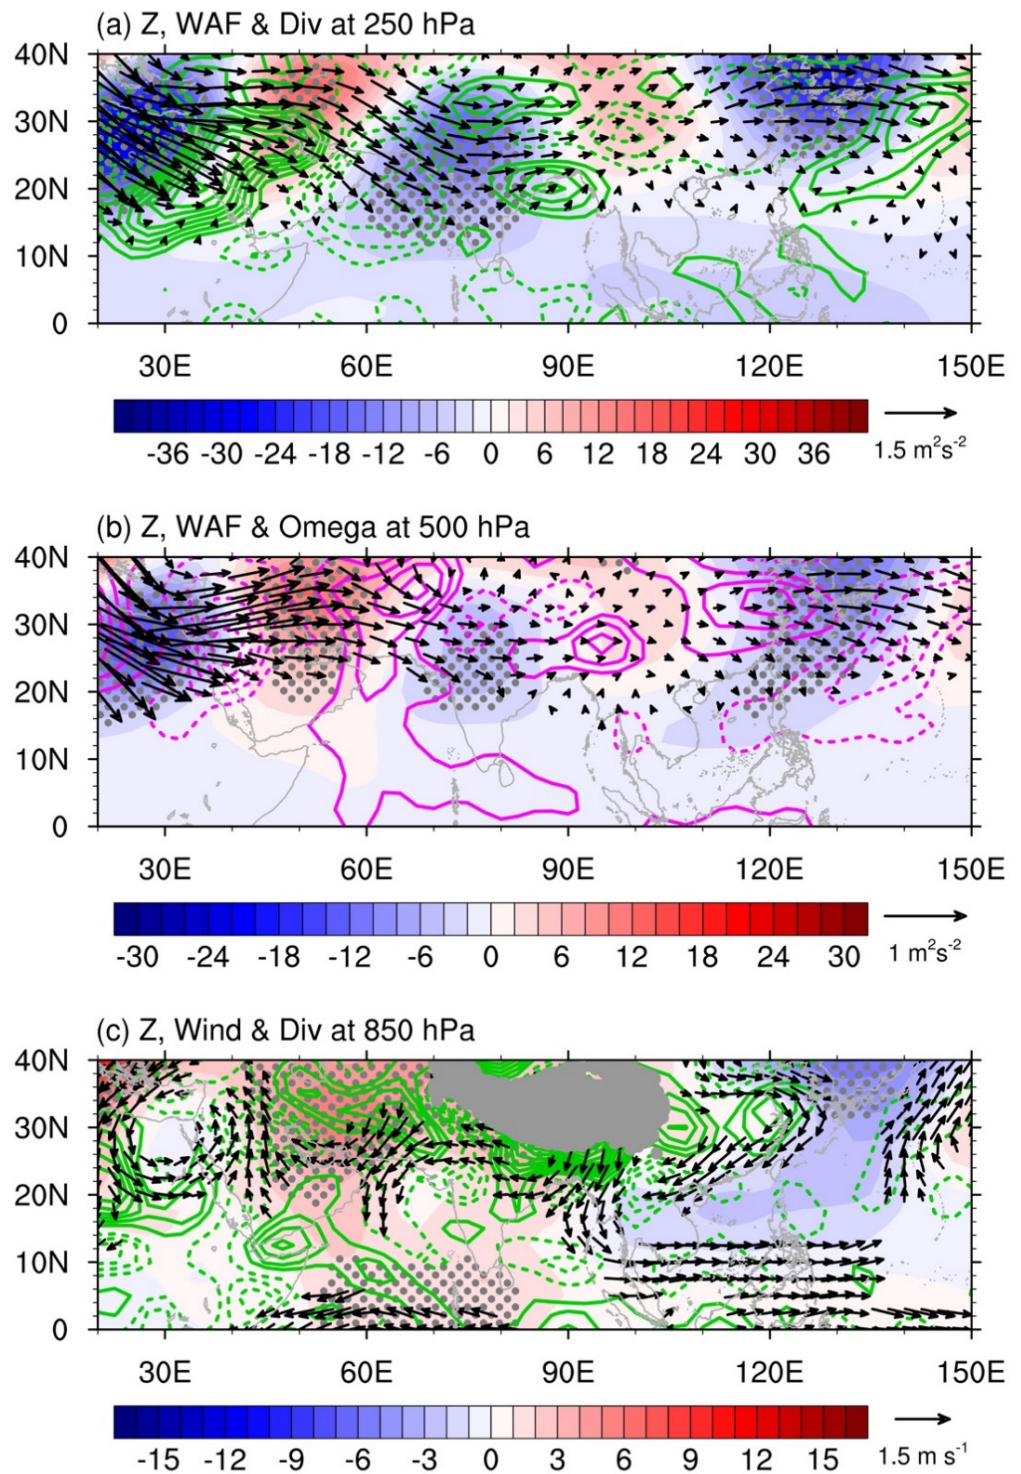 (a) Z, WAF & Div at 250 hPa
40N
30N
20N
10N
0
30E 60E 90E 120E 150E
-36 -30 -24 -18 -12 -6 0 6 12 18 24 30 36
1.5 m²s⁻²
(b) Z, WAF & Omega at 500 hPa
40N
30N
20N
10N
0
30E 60E 90E 120E 150E
-30 -24 -18 -12 -6 0 6 12 18 24 30
1 m²s⁻²
(c) Z, Wind & Div at 850 hPa
40N
30N
20N
10N
0
30E 60E 90E 120E 150E
-15 -12 -9 -6 -3 0 3 6 9 12 15
1.5 m s⁻¹